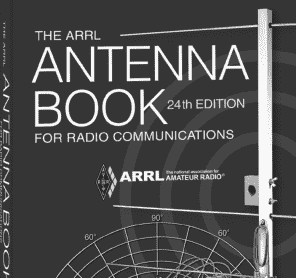 THE ARRL
ANTENNA
BOOK 24th EDITION
FOR RADIO COMMUNICATIONS
ARRL The national association for
AMATEUR RADIO®
90°
60° 60°
30°
THE ARRL
ANTENNA BOOK